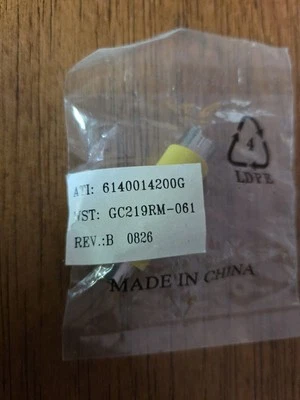 4
LDPE
ATI: 6140014200G
VST: GC219RM-061
REV.:B 0826
MADE IN CHINA